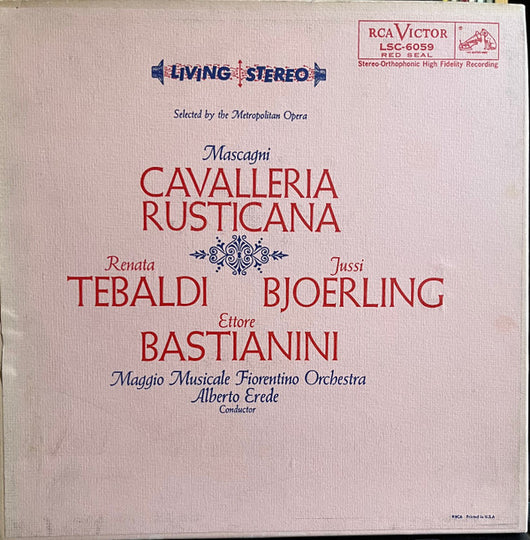 RCA VICTOR
LSC-6059
RED SEAL
Stereo-Orthophonic High Fidelity Recording
LIVING STEREO
Selected by the Metropolitan Opera
Mascagni
CAVALLERIA
RUSTICANA
Renata Jussi
TEBALDI BJOERLING
Ettore
BASTIANINI
Maggio Musicale Fiorentino Orchestra
Alberto Erede
Conductor
Printed in U.S.A